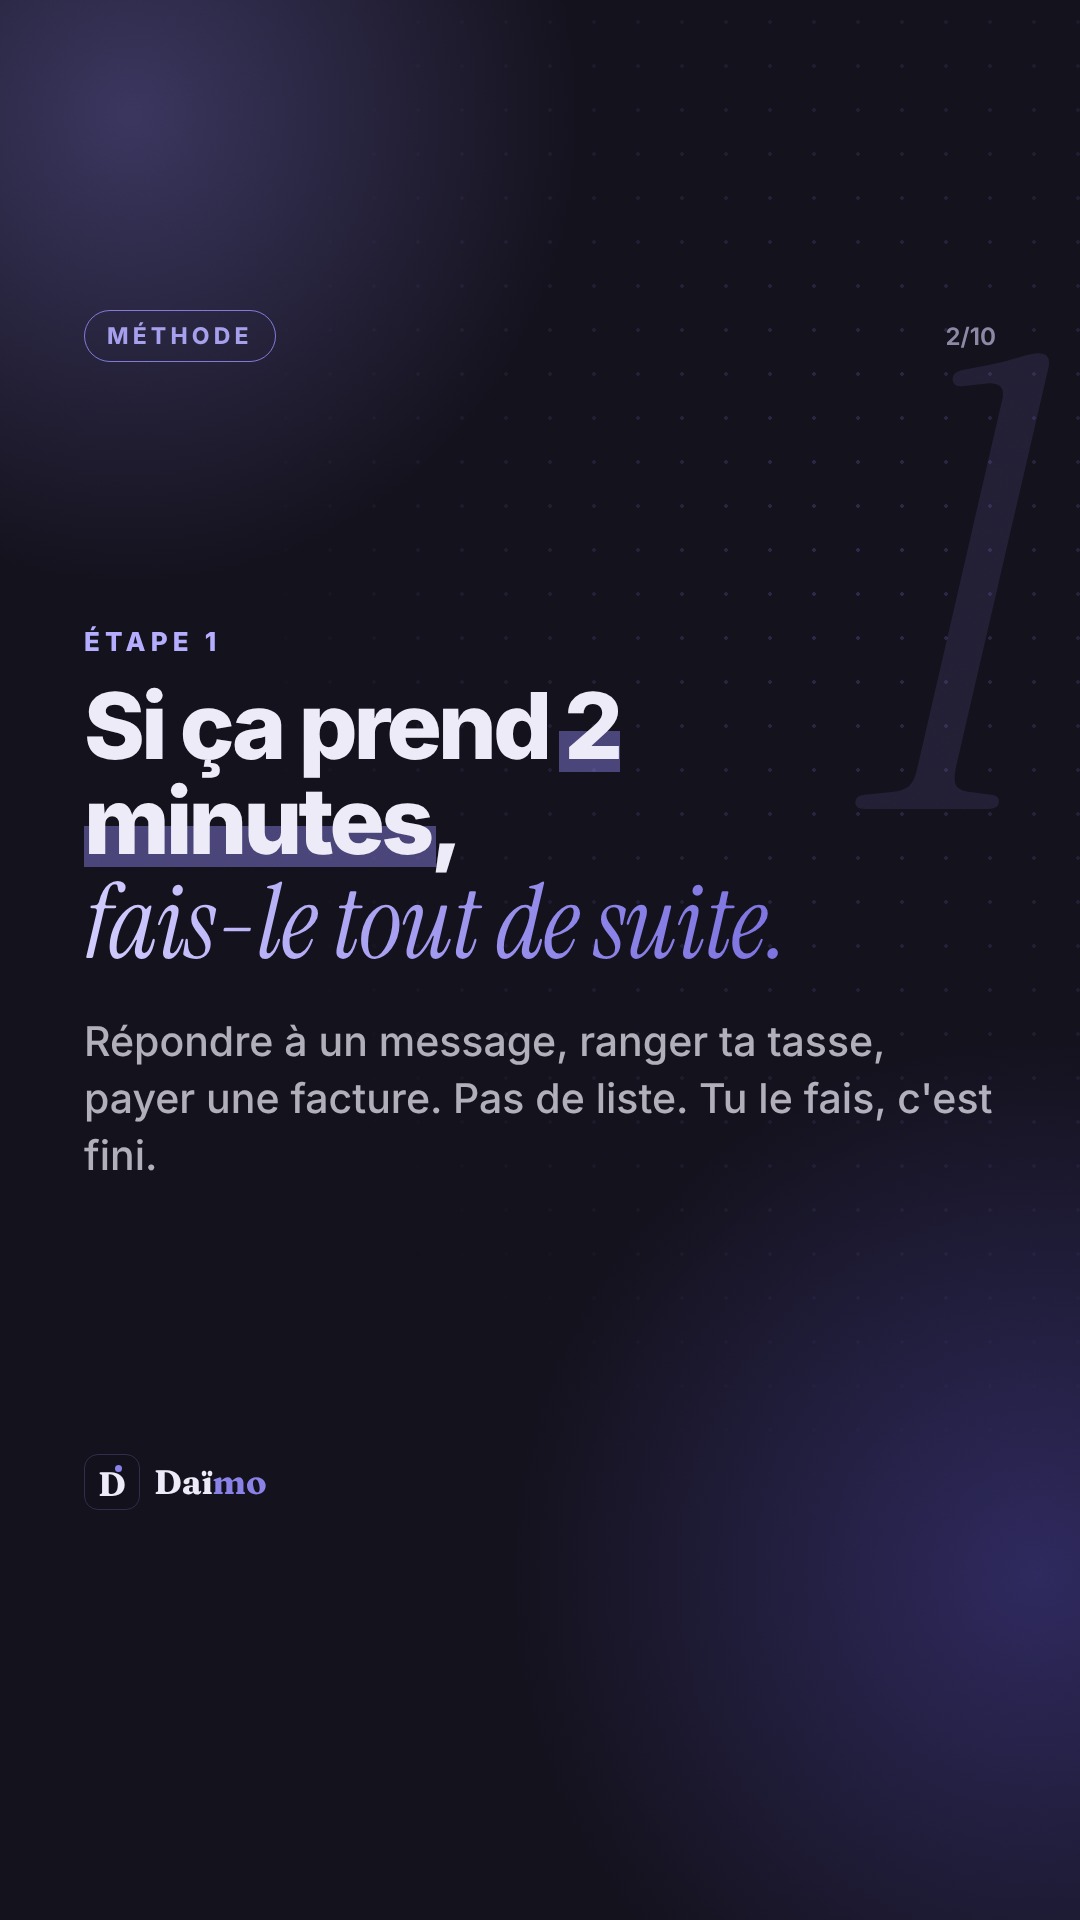 MÉTHODE
2/10
1
ÉTAPE 1
Si ça prend 2
minutes,
fais-le tout de suite.
Répondre à un message, ranger ta tasse,
payer une facture. Pas de liste. Tu le fais, c'est
fini.
D Daïmo